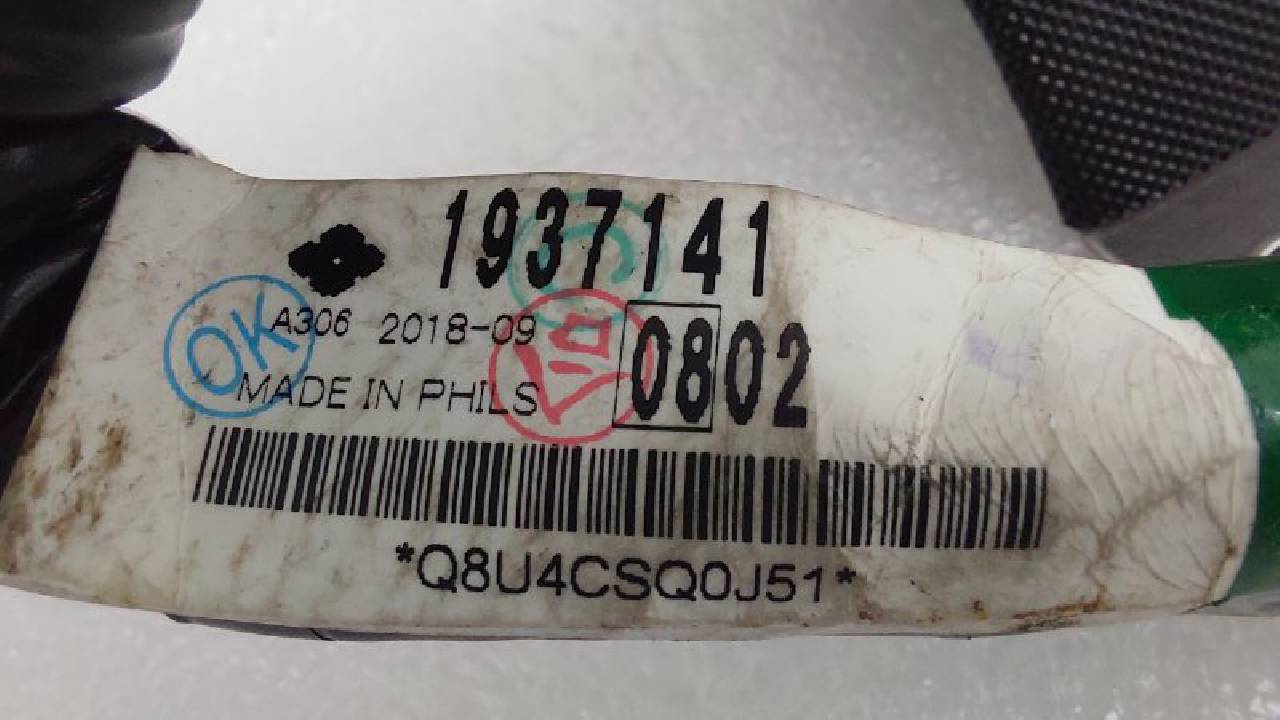 1937141
A306 2018-09
0802
MADE IN PHILS
OK
*Q8U4CSQ0J51*